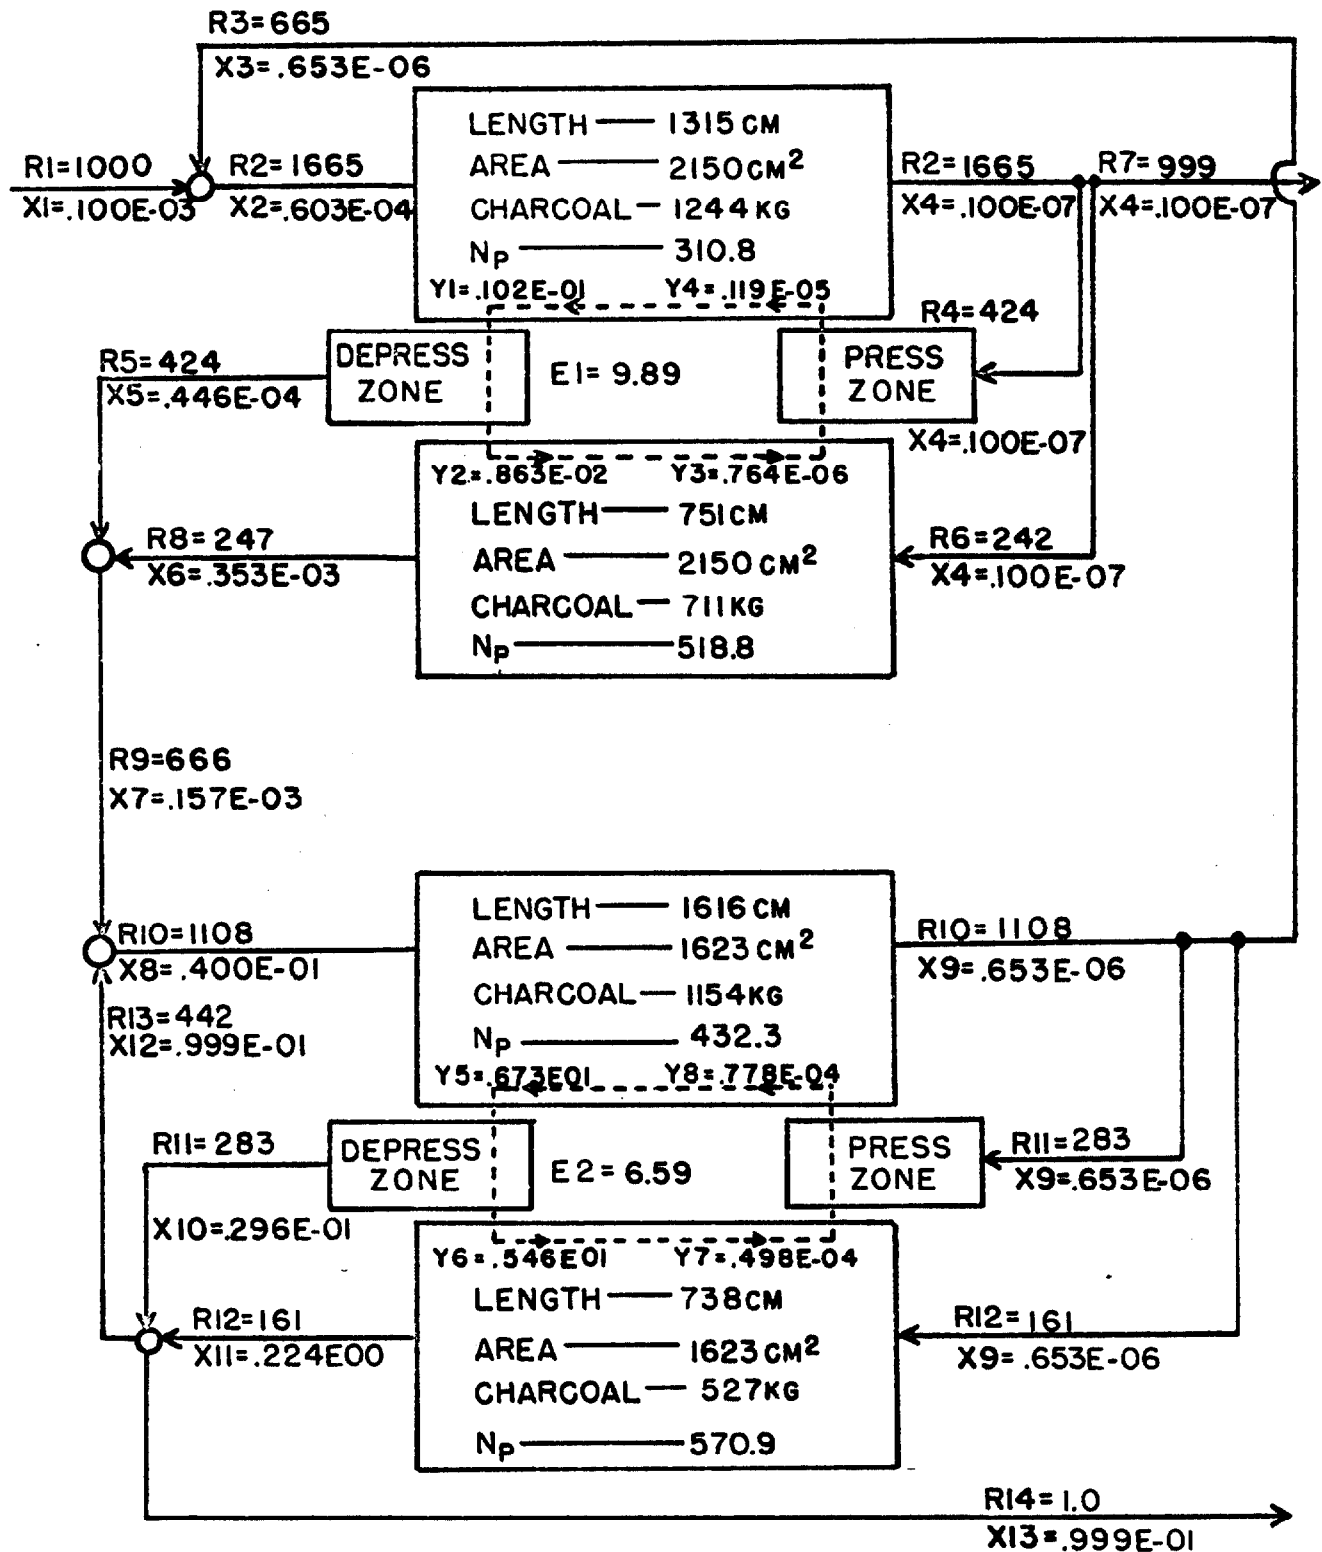 R3=665
X3=.653E-06
R1=1000
X1=.100E-03
R2=1665
X2=.603E-04
LENGTH — 1315 CM
AREA — 2150 CM²
CHARCOAL — 1244 KG
NP — 310.8
Y1=.102E-01 Y4=.119E-05
R2=1665
X4=.100E-07
R7=999
X4=.100E-07
R4=424
X4=.100E-07
R5=424
X5=.446E-04
DEPRESS
ZONE
E1=9.89
PRESS
ZONE
Y2=.863E-02 Y3=.764E-06
LENGTH — 751 CM
AREA — 2150 CM²
CHARCOAL — 711 KG
NP — 518.8
R8=247
X6=.353E-03
R6=242
X4=.100E-07
R9=666
X7=.157E-03
R10=1108
X8=.400E-01
LENGTH — 1616 CM
AREA — 1623 CM²
CHARCOAL — 1154 KG
NP — 432.3
Y5=.673E01 Y8=.778E-04
R10=1108
X9=.653E-06
R13=442
X12=.999E-01
R11=283
X10=.296E-01
DEPRESS
ZONE
E2=6.59
PRESS
ZONE
R11=283
X9=.653E-06
Y6=.546E01 Y7=.498E-04
LENGTH — 738 CM
AREA — 1623 CM²
CHARCOAL — 527 KG
NP — 570.9
R12=161
X11=.224E00
R12=161
X9=.653E-06
R14=1.0
X13=.999E-01